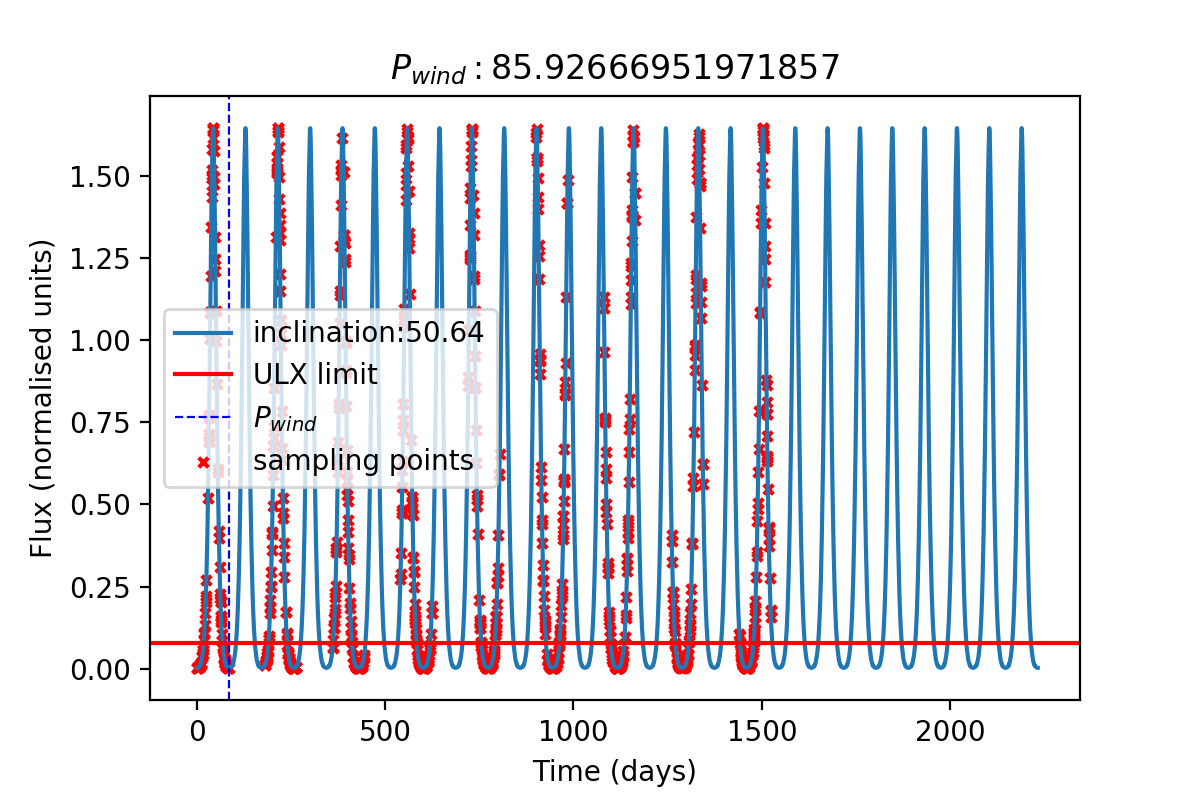 P_wind : 85.92666951971857
Flux (normalised units)
1.50
1.25
1.00
0.75
0.50
0.25
0.00
inclination:50.64
ULX limit
P_wind
sampling points
0 500 1000 1500 2000
Time (days)